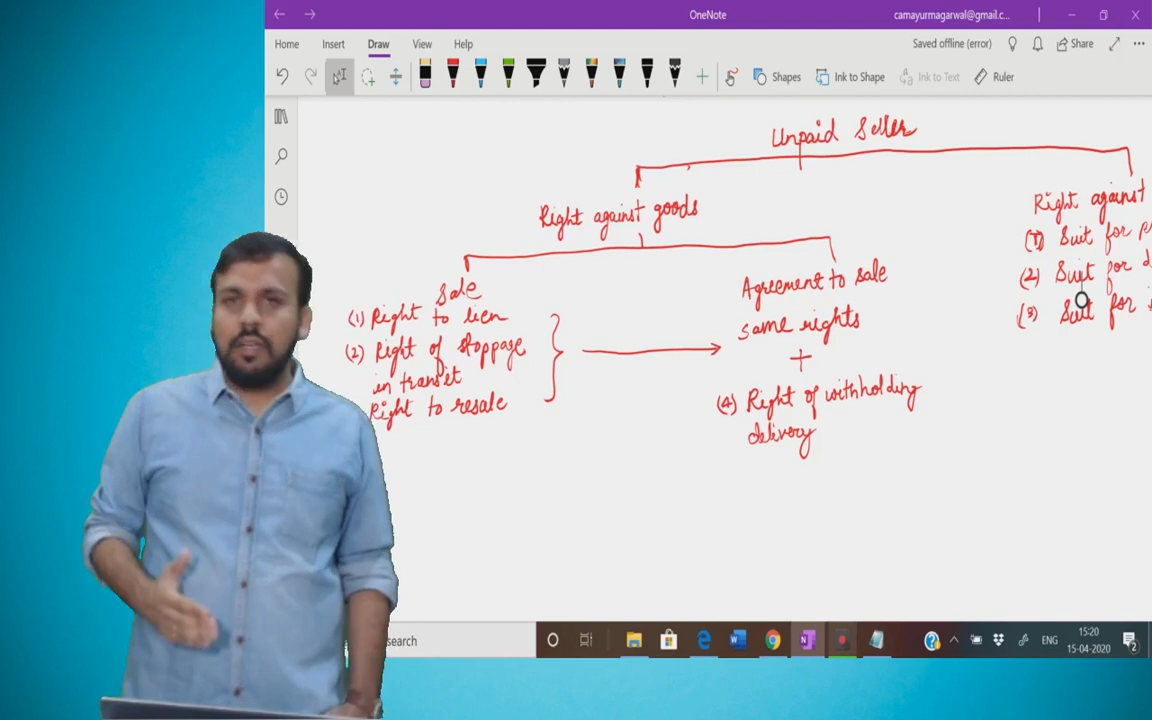 OneNote
camayurmagarwal@gmail.c...
Home Insert Draw View Help
Saved offline (error)
Share
Shapes
Ink to Shape
Ink to Text
Ruler
Unpaid Seller
Right against goods
Right against
(1) Suit for
(2) Suit for
(3) Suit for
Sale
(1) Right to lien
(2) Right of stoppage
in transit
Right to resale
Agreement to sale
same rights
+
(4) Right of withholding
delivery
search
ENG
15:20
15-04-2020
2